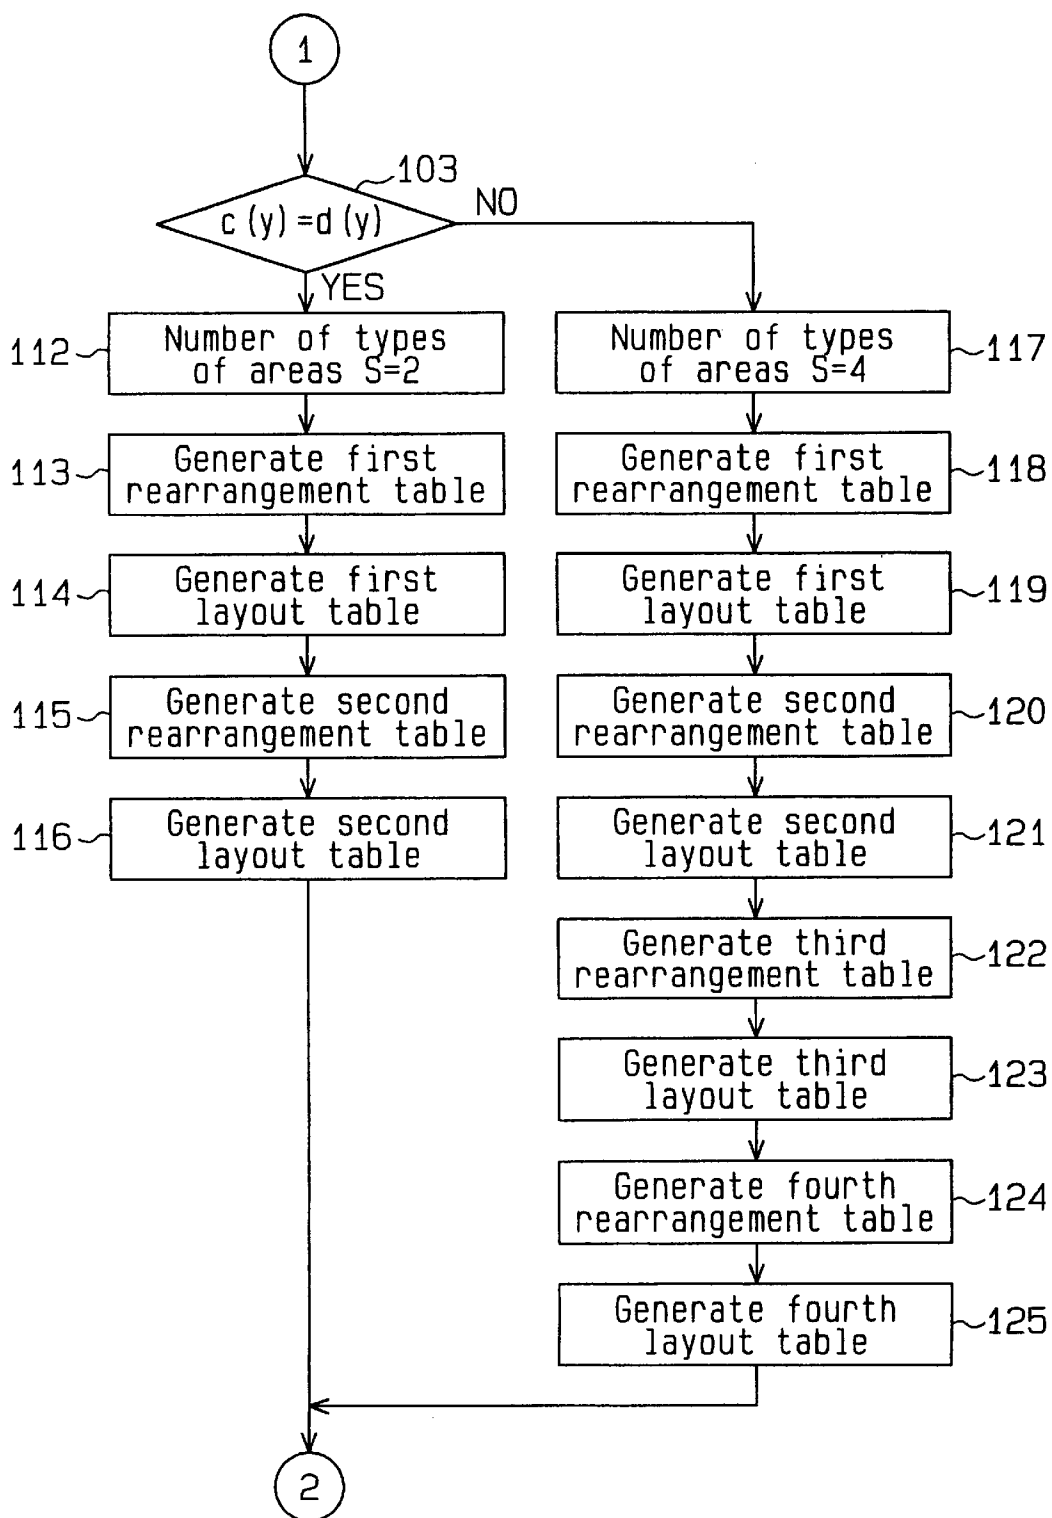 1
103
c(y)=d(y)
NO
YES
112
Number of types
of areas S=2
113
Generate first
rearrangement table
114
Generate first
layout table
115
Generate second
rearrangement table
116
Generate second
layout table
Number of types
of areas S=4
117
Generate first
rearrangement table
118
Generate first
layout table
119
Generate second
rearrangement table
120
Generate second
layout table
121
Generate third
rearrangement table
122
Generate third
layout table
123
Generate fourth
rearrangement table
124
Generate fourth
layout table
125
2